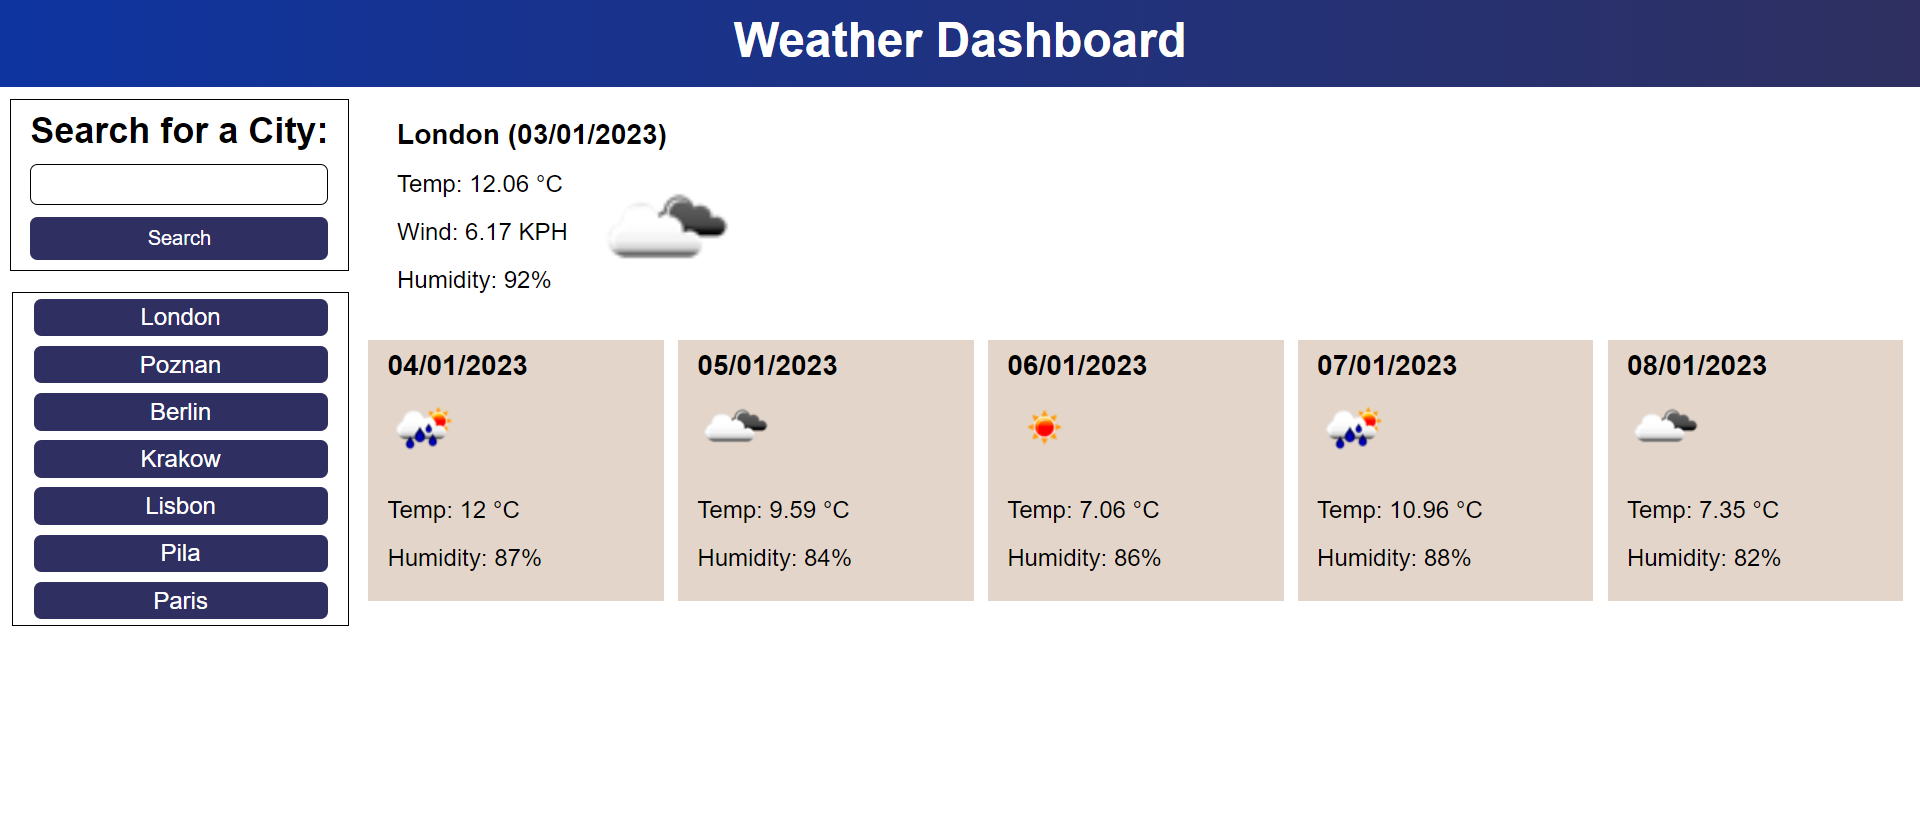 Weather Dashboard
Search for a City:
Search
London
Poznan
Berlin
Krakow
Lisbon
Pila
Paris
London (03/01/2023)
Temp: 12.06 °C
Wind: 6.17 KPH
Humidity: 92%
04/01/2023
Temp: 12 °C
Humidity: 87%
05/01/2023
Temp: 9.59 °C
Humidity: 84%
06/01/2023
Temp: 7.06 °C
Humidity: 86%
07/01/2023
Temp: 10.96 °C
Humidity: 88%
08/01/2023
Temp: 7.35 °C
Humidity: 82%